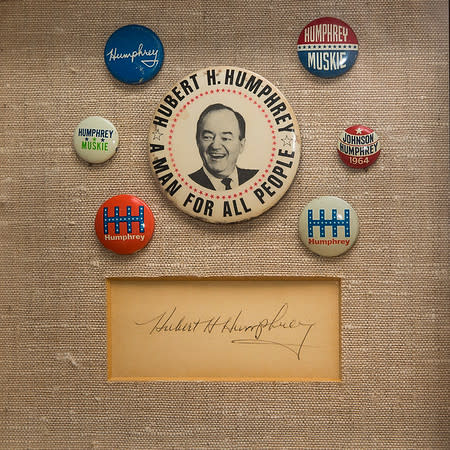 Humphrey
HUMPHREY
MUSKIE
HUBERT H. HUMPHREY
A MAN FOR ALL PEOPLE
HUMPHREY
MUSKIE
JOHNSON
HUMPHREY
1964
HHH
Humphrey
HHH
Humphrey
Hubert H Humphrey